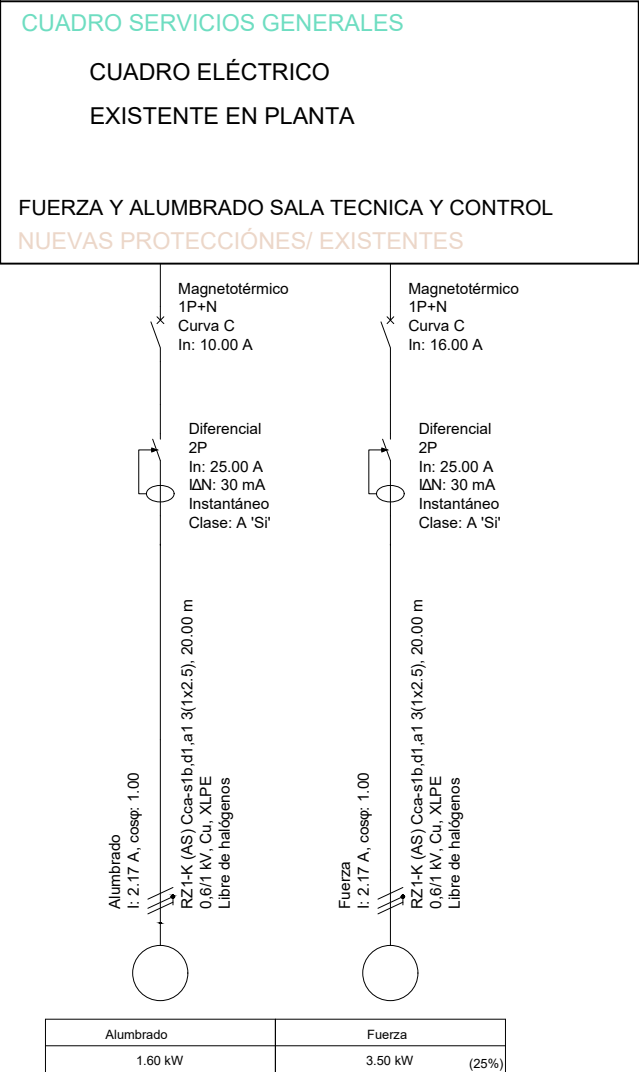 CUADRO SERVICIOS GENERALES
CUADRO ELÉCTRICO
EXISTENTE EN PLANTA
FUERZA Y ALUMBRADO SALA TECNICA Y CONTROL
NUEVAS PROTECCIÓNES/ EXISTENTES
Magnetotérmico
1P+N
Curva C
In: 10.00 A
Magnetotérmico
1P+N
Curva C
In: 16.00 A
Diferencial
2P
In: 25.00 A
IΔN: 30 mA
Instantáneo
Clase: A 'Si'
Diferencial
2P
In: 25.00 A
IΔN: 30 mA
Instantáneo
Clase: A 'Si'
Alumbrado
I: 2.17 A, cosφ: 1.00
RZ1-K (AS) Cca-s1b,d1,a1 3(1x2.5), 20.00 m
0,6/1 kV, Cu, XLPE
Libre de halógenos
Fuerza
I: 2.17 A, cosφ: 1.00
RZ1-K (AS) Cca-s1b,d1,a1 3(1x2.5), 20.00 m
0,6/1 kV, Cu, XLPE
Libre de halógenos
Alumbrado Fuerza
1.60 kW 3.50 kW (25%)